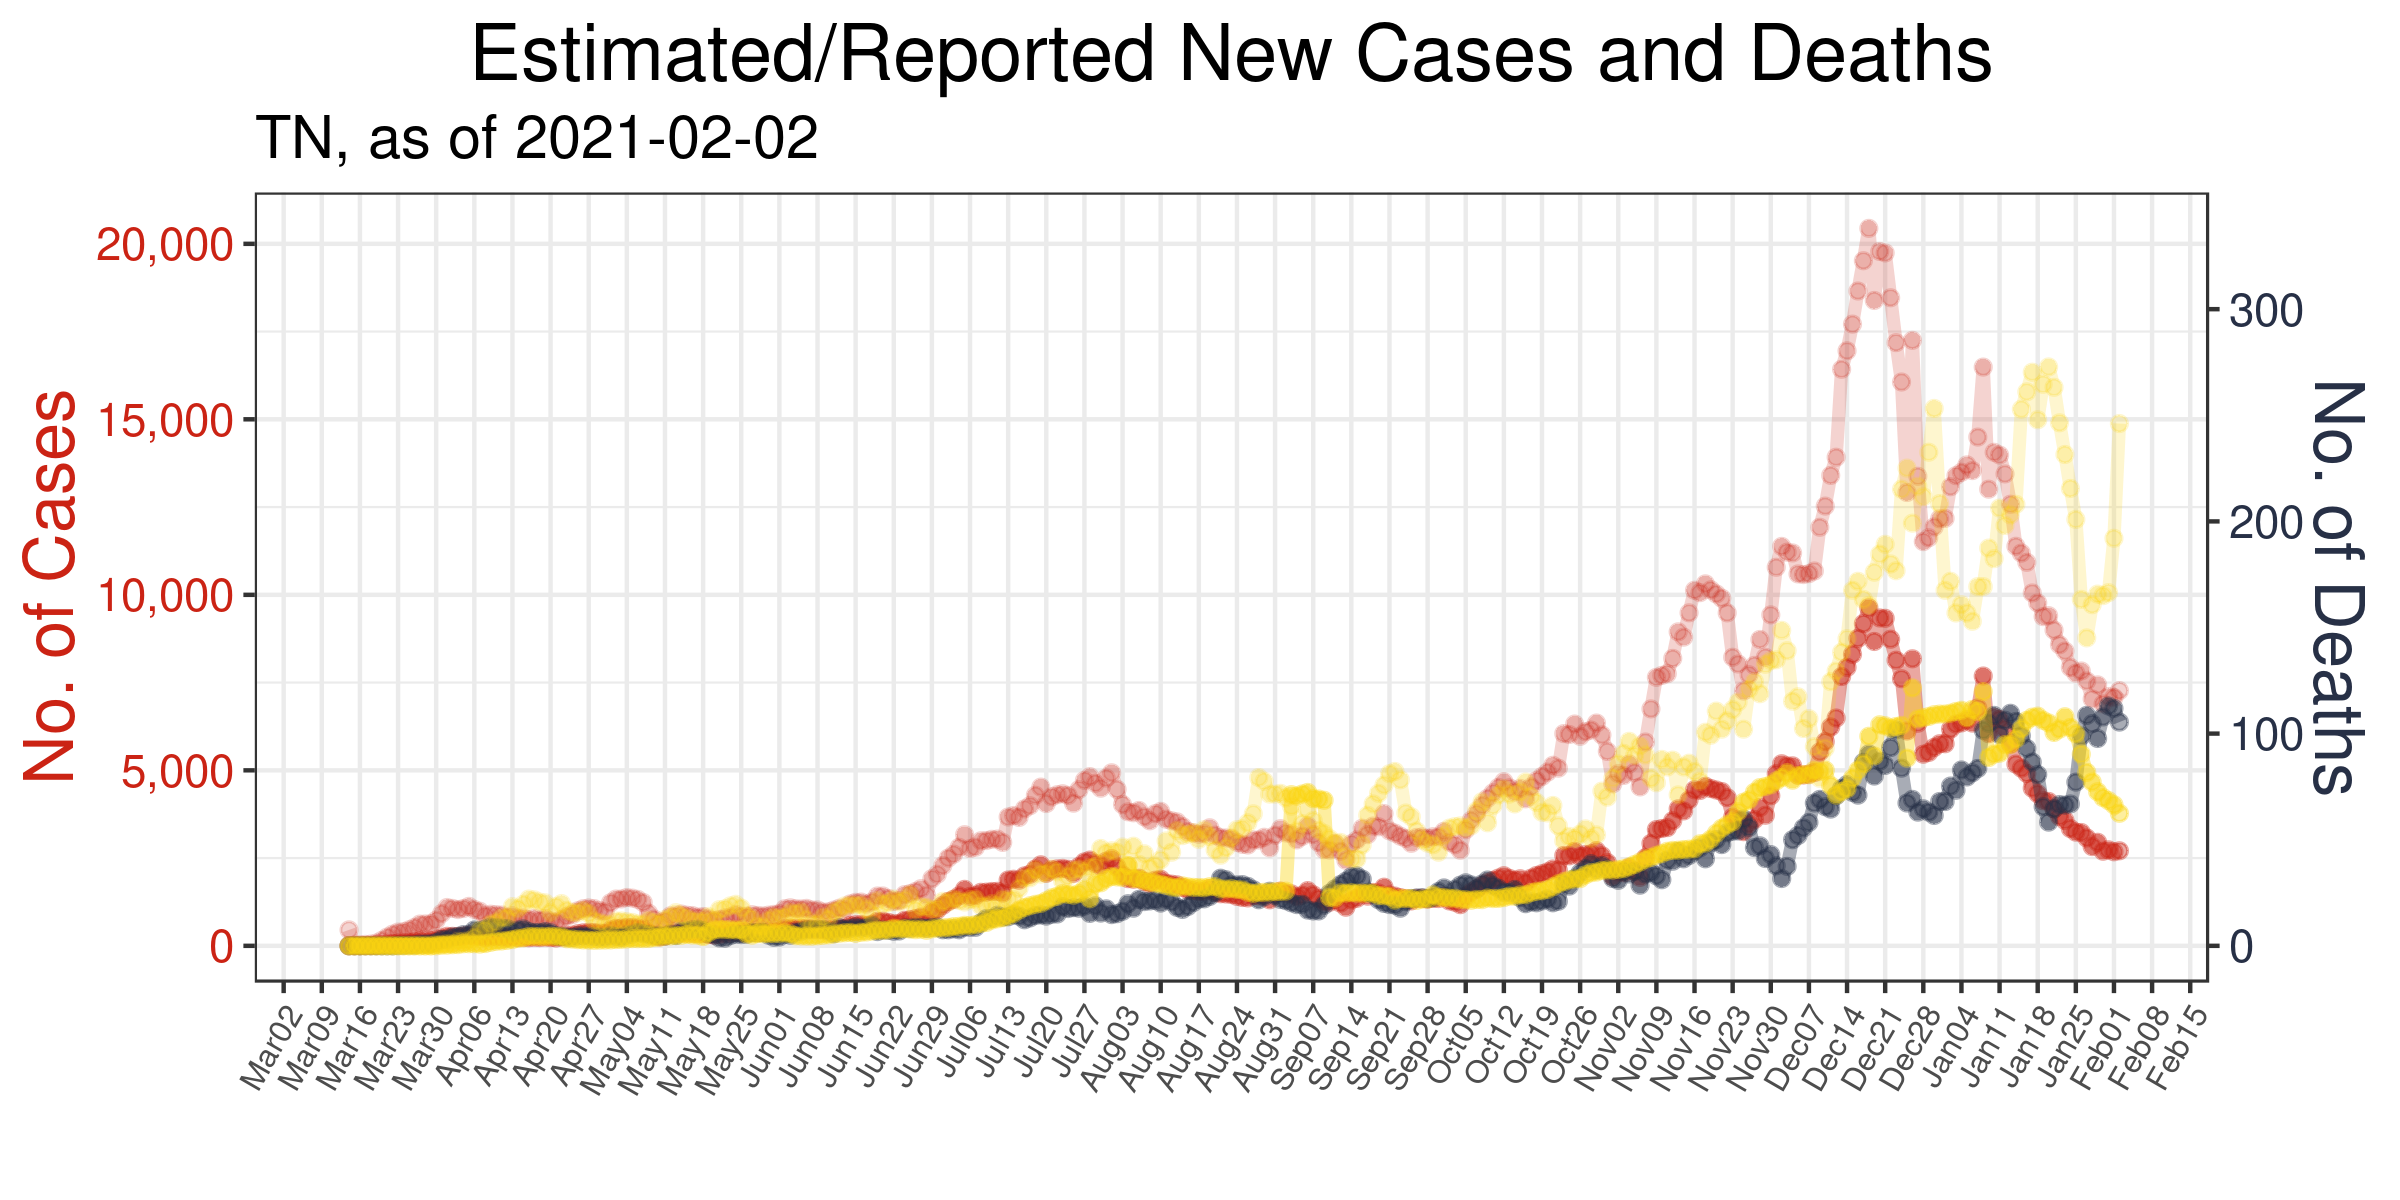 Estimated/Reported New Cases and Deaths
TN, as of 2021-02-02
No. of Cases
20,000
15,000
10,000
5,000
0
300
200
100
0
No. of Deaths
Mar02
Mar09
Mar16
Mar23
Mar30
Apr06
Apr13
Apr20
Apr27
May04
May11
May18
May25
Jun01
Jun08
Jun15
Jun22
Jun29
Jul06
Jul13
Jul20
Jul27
Aug03
Aug10
Aug17
Aug24
Aug31
Sep07
Sep14
Sep21
Sep28
Oct05
Oct12
Oct19
Oct26
Nov02
Nov09
Nov16
Nov23
Nov30
Dec07
Dec14
Dec21
Dec28
Jan04
Jan11
Jan18
Jan25
Feb01
Feb08
Feb15